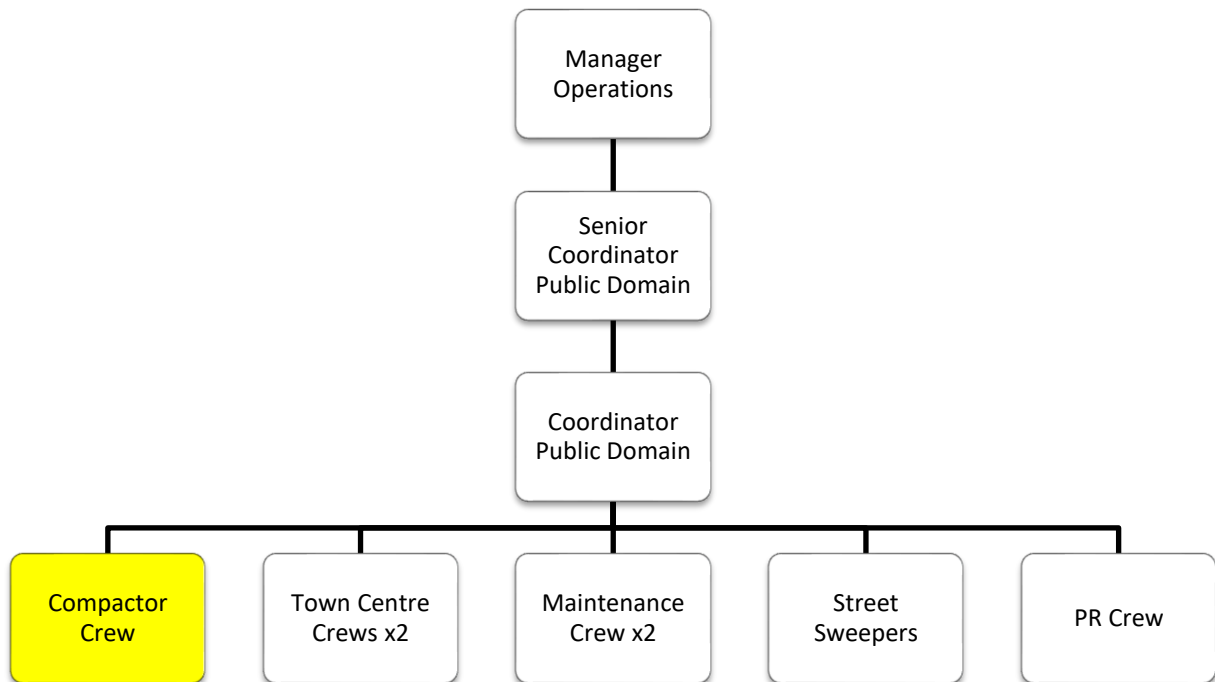 Manager
Operations
Senior
Coordinator
Public Domain
Coordinator
Public Domain
Compactor
Crew
Town Centre
Crews x2
Maintenance
Crew x2
Street
Sweepers
PR Crew